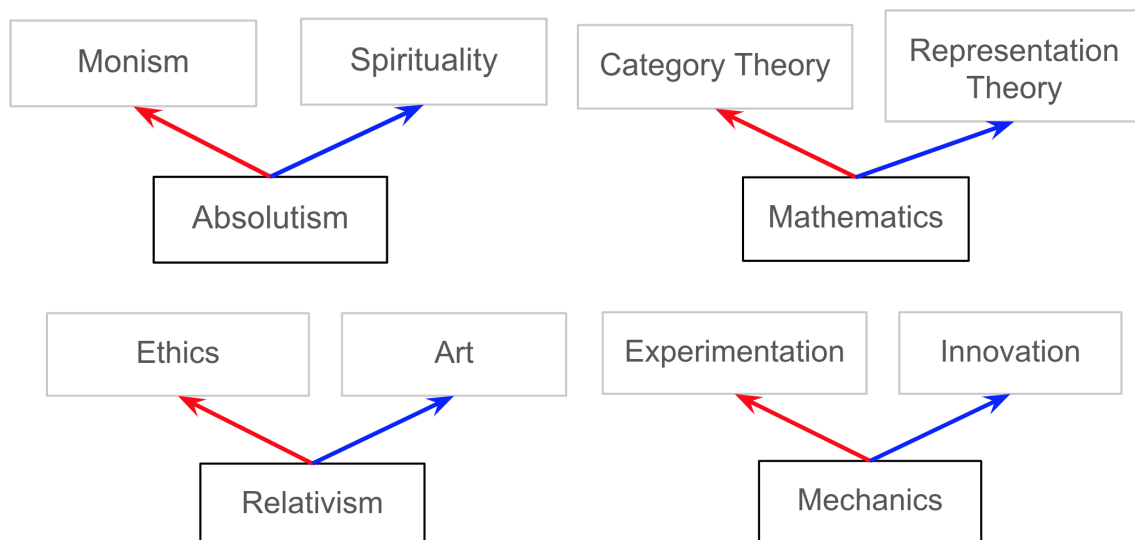 Monism
Spirituality
Category Theory
Representation
Theory
Absolutism
Mathematics
Ethics
Art
Experimentation
Innovation
Relativism
Mechanics